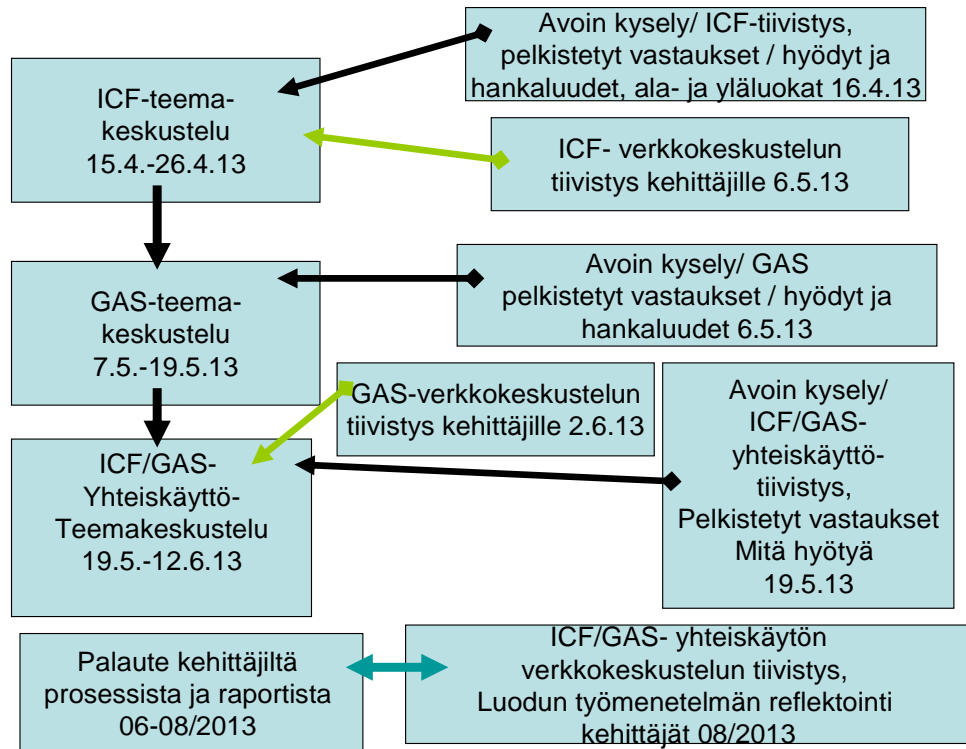 Avoin kysely/ ICF-tiivistys,
pelkistetyt vastaukset / hyödyt ja
hankaluudet, ala- ja yläluokat 16.4.13
ICF-teema-
keskustelu
15.4.-26.4.13
ICF- verkkokeskustelun
tiivistys kehittäjille 6.5.13
GAS-teema-
keskustelu
7.5.-19.5.13
Avoin kysely/ GAS
pelkistetyt vastaukset / hyödyt ja
hankaluudet 6.5.13
GAS-verkkokeskustelun
tiivistys kehittäjille 2.6.13
Avoin kysely/
ICF/GAS-
yhteiskäyttö-
tiivistys,
Pelkistetyt vastaukset
Mitä hyötyä
19.5.13
ICF/GAS-
Yhteiskäyttö-
Teemakeskustelu
19.5.-12.6.13
Palaute kehittäjiltä
prosessista ja raportista
06-08/2013
ICF/GAS- yhteiskäytön
verkkokeskustelun tiivistys,
Luodun työmenetelmän reflektointi
kehittäjät 08/2013